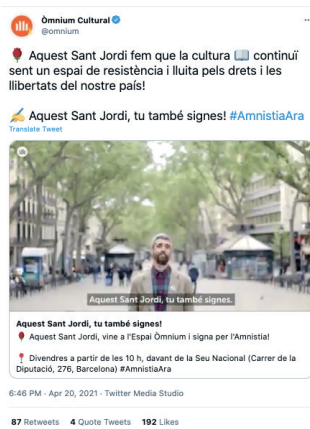 Òmnium Cultural
@omnium
🌹 Aquest Sant Jordi fem que la cultura 📖 continuï
sent un espai de resistència i lluita pels drets i les
llibertats del nostre país!
✍️ Aquest Sant Jordi, tu també signes! #AmnistiaAra
Translate Tweet
Aquest Sant Jordi, tu també signes.
Aquest Sant Jordi, tu també signes!
🌹 Aquest Sant Jordi, vine a l'Espai Òmnium i signa per l'Amnistia!
📍 Divendres a partir de les 10 h, davant de la Seu Nacional (Carrer de la
Diputació, 276, Barcelona) #AmnistiaAra
6:46 PM · Apr 20, 2021 · Twitter Media Studio
87 Retweets 4 Quote Tweets 192 Likes